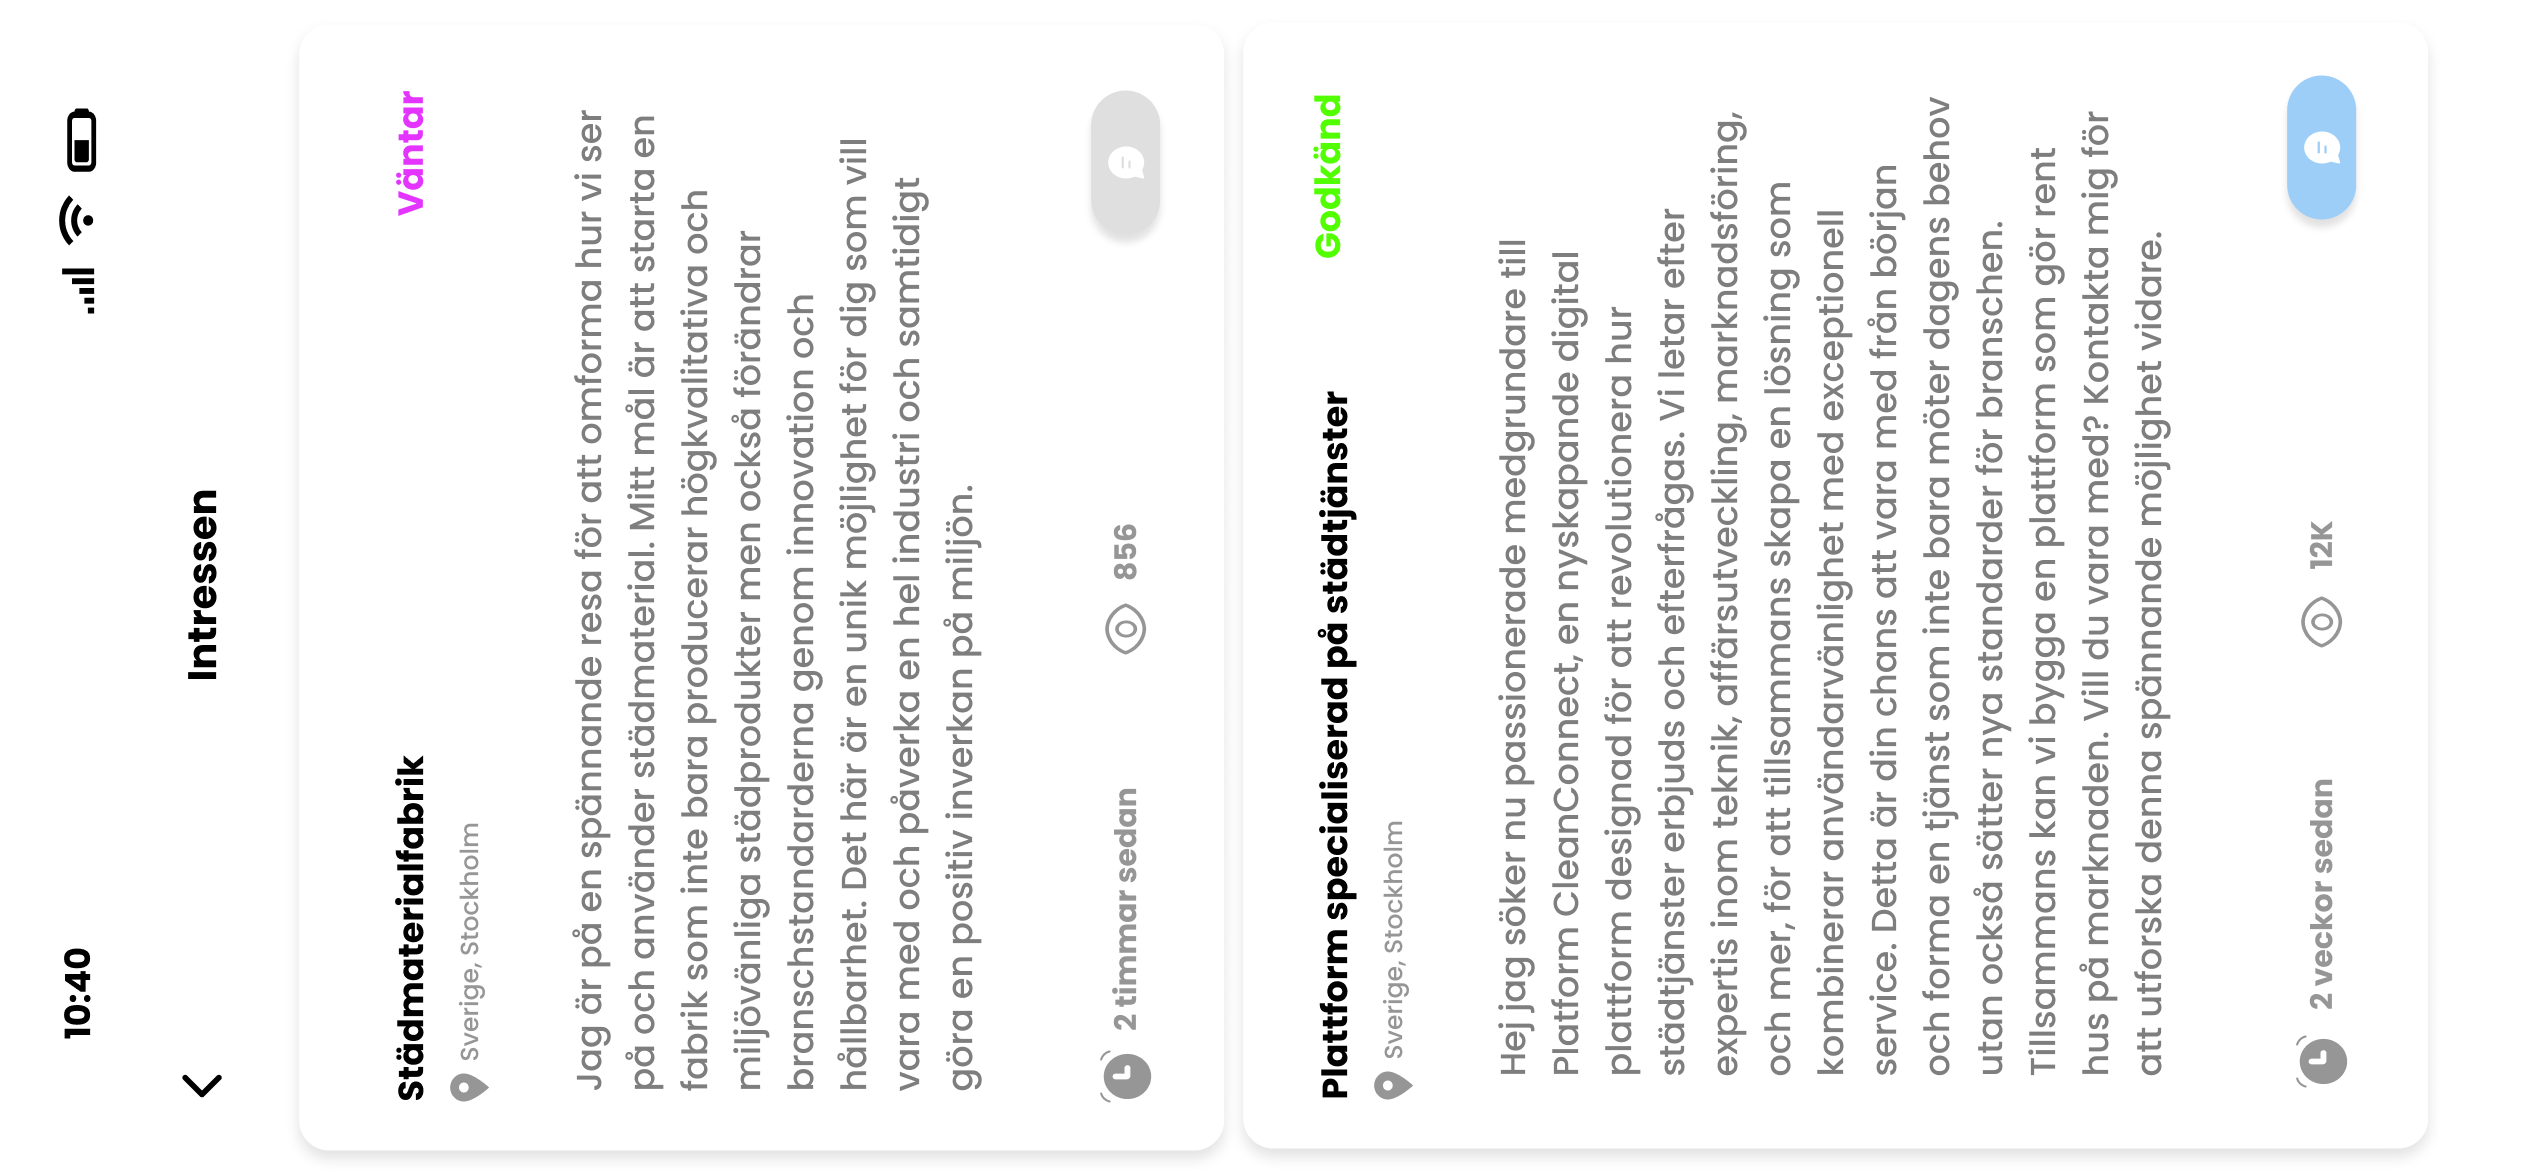 10:40
Intressen
Städmaterialfabrik
Väntar
Sverige, Stockholm
Jag är på en spännande resa för att omforma hur vi ser
på och använder städmaterial. Mitt mål är att starta en
fabrik som inte bara producerar högkvalitativa och
miljövänliga städprodukter men också förändrar
branschstandarderna genom innovation och
hållbarhet. Det här är en unik möjlighet för dig som vill
vara med och påverka en hel industri och samtidigt
göra en positiv inverkan på miljön.
2 timmar sedan
856
Plattform specialiserad på städtjänster
Godkänd
Sverige, Stockholm
Hej jag söker nu passionerade medgrundare till
Platform CleanConnect, en nyskapande digital
plattform designad för att revolutionera hur
städtjänster erbjuds och efterfrågas. Vi letar efter
expertis inom teknik, affärsutveckling, marknadsföring,
och mer, för att tillsammans skapa en lösning som
kombinerar användarvänlighet med exceptionell
service. Detta är din chans att vara med från början
och forma en tjänst som inte bara möter dagens behov
utan också sätter nya standarder för branschen.
Tillsammans kan vi bygga en plattform som gör rent
hus på marknaden. Vill du vara med? Kontakta mig för
att utforska denna spännande möjlighet vidare.
2 veckor sedan
12K